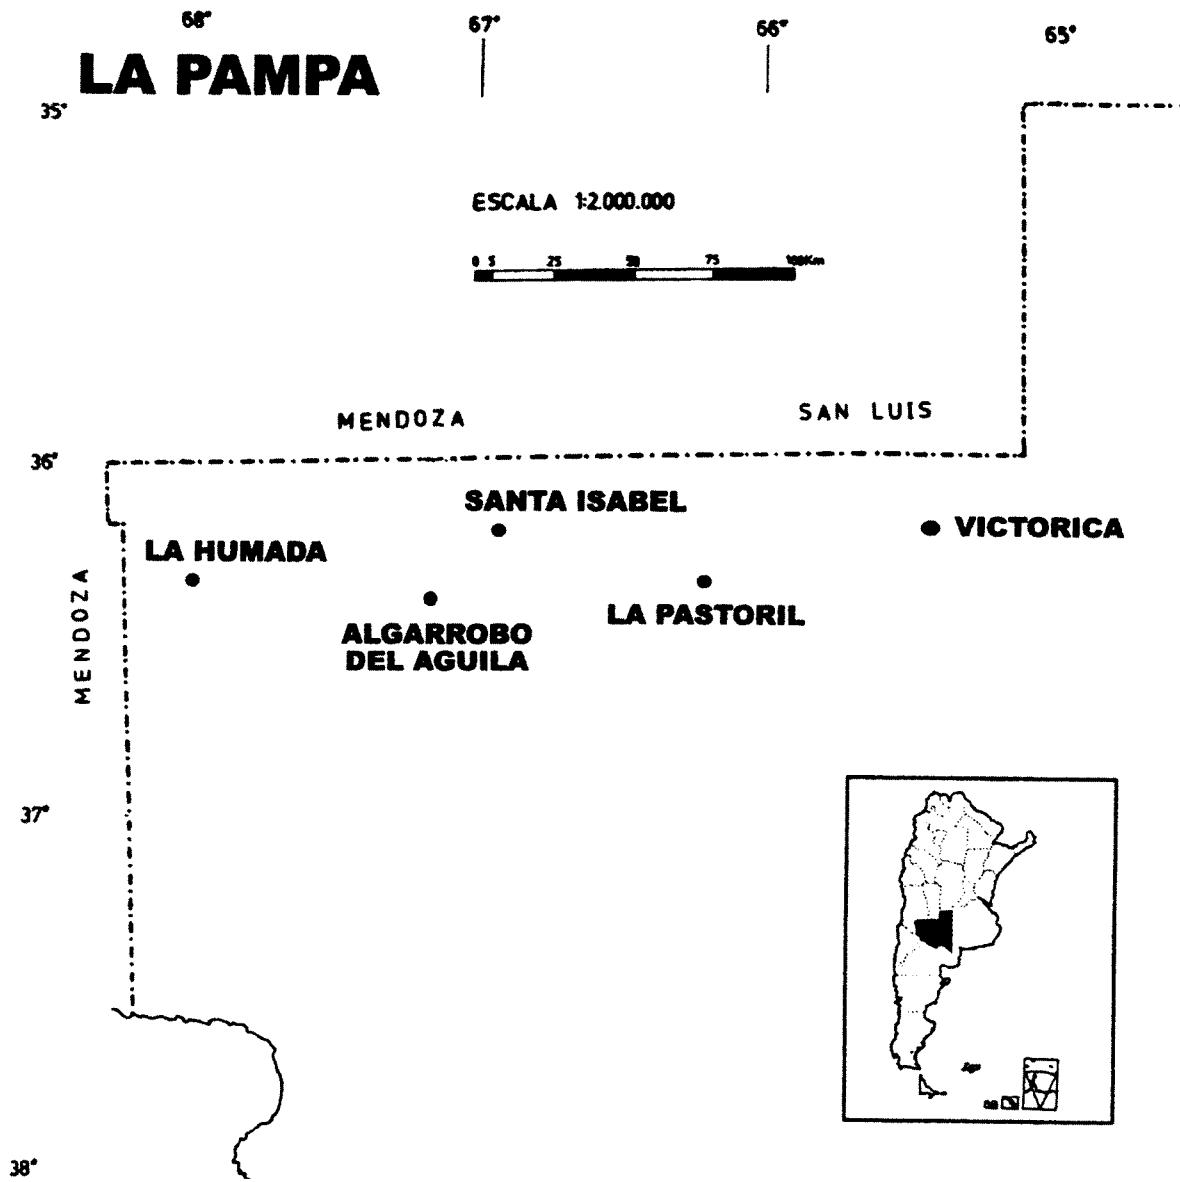 68° 67° 66° 65°
LA PAMPA
35°
ESCALA 1:2.000.000
0 5 25 50 75 100Km
MENDOZA SAN LUIS
36°
SANTA ISABEL
VICTORICA
LA HUMADA
MENDOZA
LA PASTORIL
ALGARROBO
DEL AGUILA
37°
38°